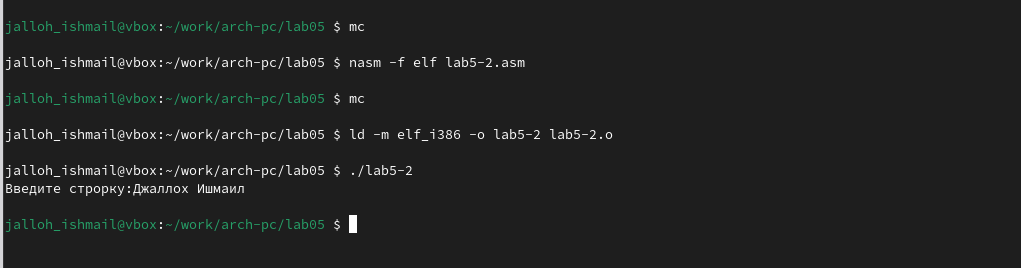 jalloh_ishmail@vbox:~/work/arch-pc/lab05 $ mc
jalloh_ishmail@vbox:~/work/arch-pc/lab05 $ nasm -f elf lab5-2.asm
jalloh_ishmail@vbox:~/work/arch-pc/lab05 $ mc
jalloh_ishmail@vbox:~/work/arch-pc/lab05 $ ld -m elf_i386 -o lab5-2 lab5-2.o
jalloh_ishmail@vbox:~/work/arch-pc/lab05 $ ./lab5-2
Введите строрку:Джаллох Ишмаил
jalloh_ishmail@vbox:~/work/arch-pc/lab05 $